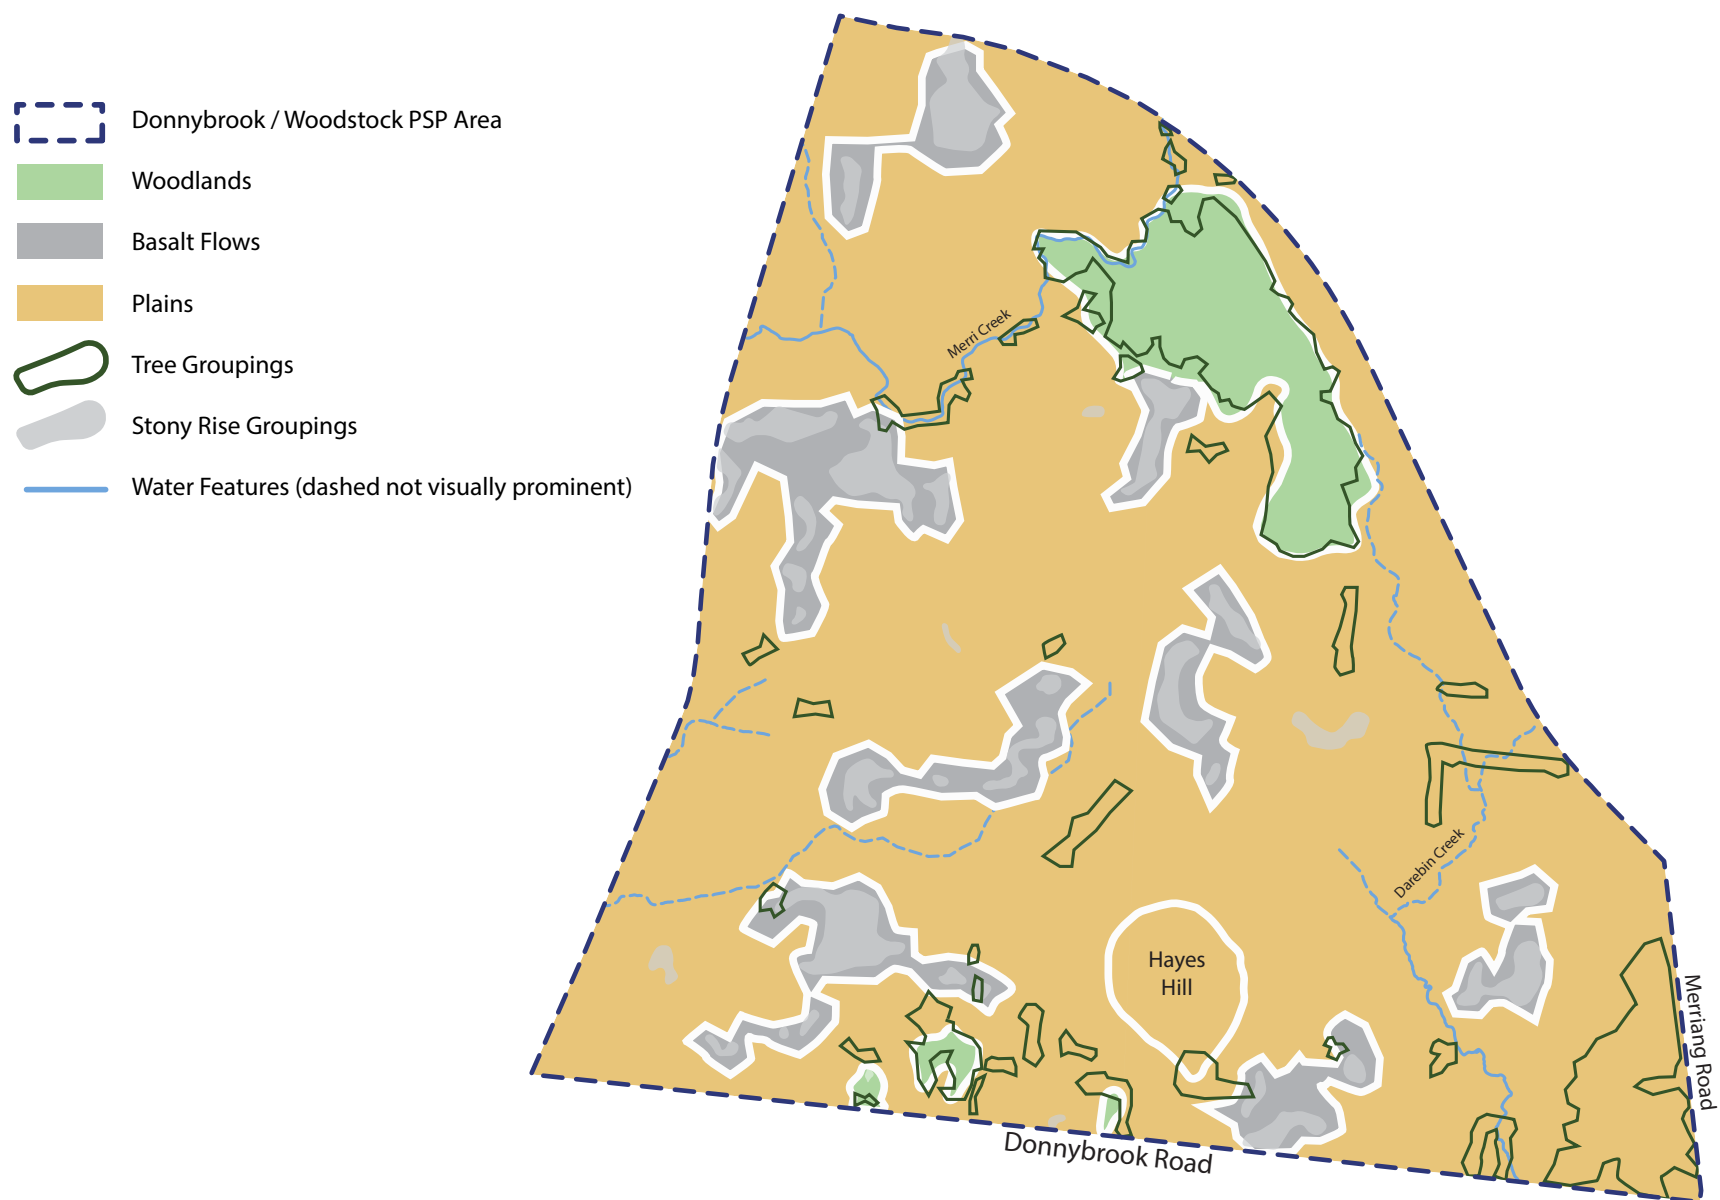 Donnybrook / Woodstock PSP Area
Woodlands
Basalt Flows
Plains
Tree Groupings
Stony Rise Groupings
Water Features (dashed not visually prominent)
Merri Creek
Darebin Creek
Hayes
Hill
Merriang Road
Donnybrook Road